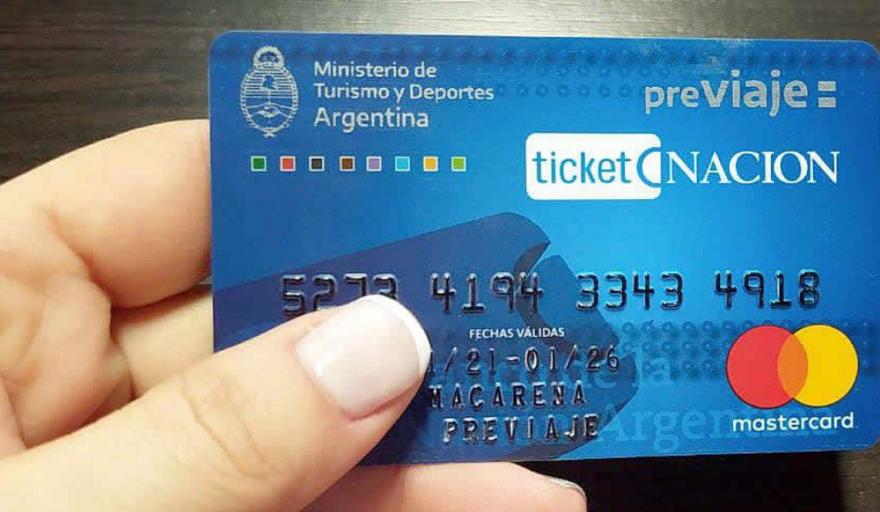 Ministerio de
Turismo y Deportes
Argentina
preViaje
ticket NACION
5273 4194 3343 4918
FECHAS VÁLIDAS
1/21-01/26
MACARENA
PREVIAJE
mastercard